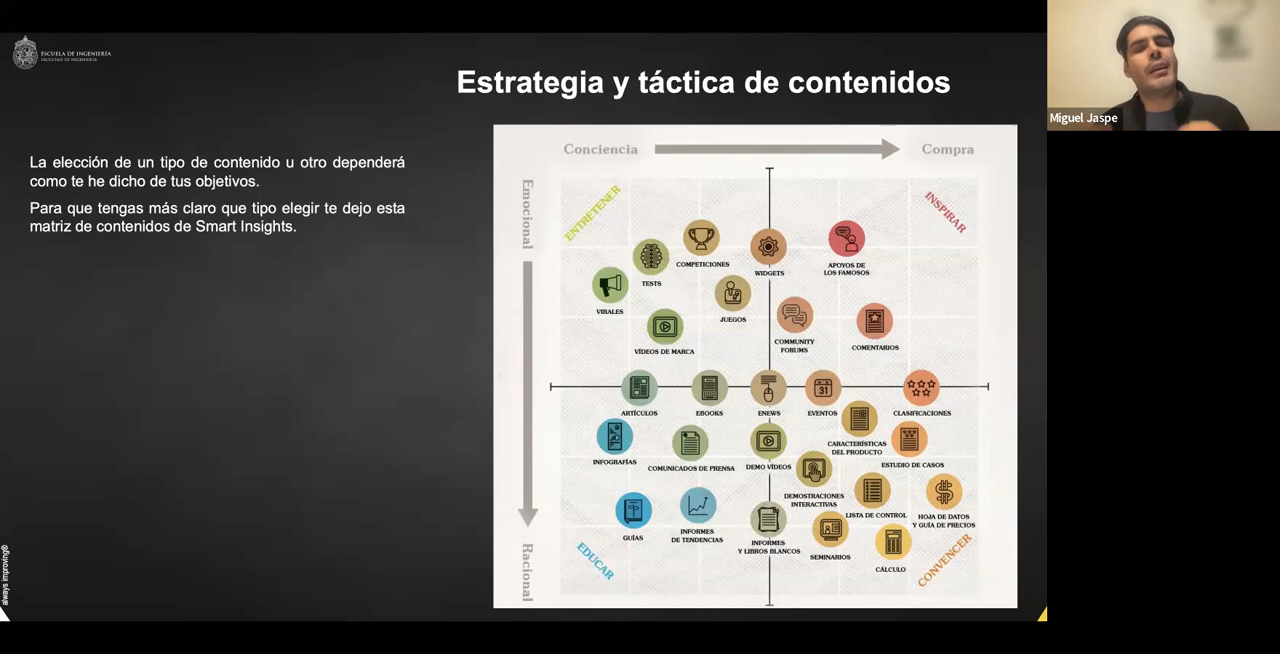 ESCUELA DE INGENIERÍA
FACULTAD DE INGENIERÍA
Estrategia y táctica de contenidos
Miguel Jaspe
La elección de un tipo de contenido u otro dependerá
como te he dicho de tus objetivos.
Para que tengas más claro que tipo elegir te dejo esta
matriz de contenidos de Smart Insights.
Conciencia
Compra
Emocional
Racional
ENTRETENER
INSPIRAR
COMPETICIONES
WIDGETS
APOYOS DE
LOS FAMOSOS
TESTS
VIRALES
JUEGOS
VÍDEOS DE MARCA
COMMUNITY
FORUMS
COMENTARIOS
31
ARTÍCULOS
EBOOKS
ENEWS
EVENTOS
CLASIFICACIONES
CARACTERÍSTICAS
DEL PRODUCTO
INFOGRAFÍAS
COMUNICADOS DE PRENSA
DEMO VÍDEOS
ESTUDIO DE CASOS
DEMOSTRACIONES
INTERACTIVAS
LISTA DE CONTROL
HOJA DE DATOS
Y GUÍA DE PRECIOS
GUÍAS
INFORMES
DE TENDENCIAS
INFORMES
Y LIBROS BLANCOS
SEMINARIOS
CÁLCULO
EDUCAR
CONVENCER
always improving®